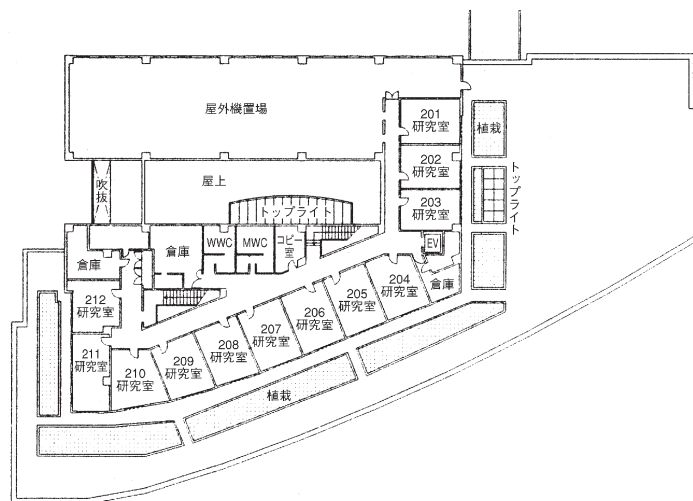 屋外機置場
201
研究室
植栽
202
研究室
吹抜
屋上
203
研究室
トップライト
トップライト
倉庫
倉庫
WWC
MWC
コピー
室
EV
倉庫
212
研究室
204
研究室
205
研究室
206
研究室
207
研究室
208
研究室
209
研究室
210
研究室
211
研究室
植栽